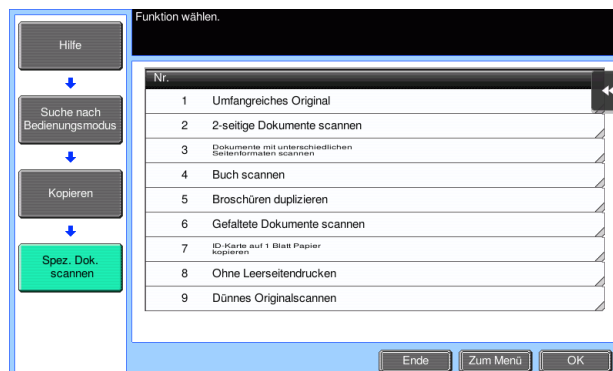 Funktion wählen.
Hilfe
Suche nach
Bedienungsmodus
Kopieren
Spez. Dok.
scannen
Nr.
1 Umfangreiches Original
2 2-seitige Dokumente scannen
3 Dokumente mit unterschiedlichen
Seitenformaten scannen
4 Buch scannen
5 Broschüren duplizieren
6 Gefaltete Dokumente scannen
7 ID-Karte auf 1 Blatt Papier
kopieren
8 Ohne Leerseitendrucken
9 Dünnes Originalscannen
Ende Zum Menü OK